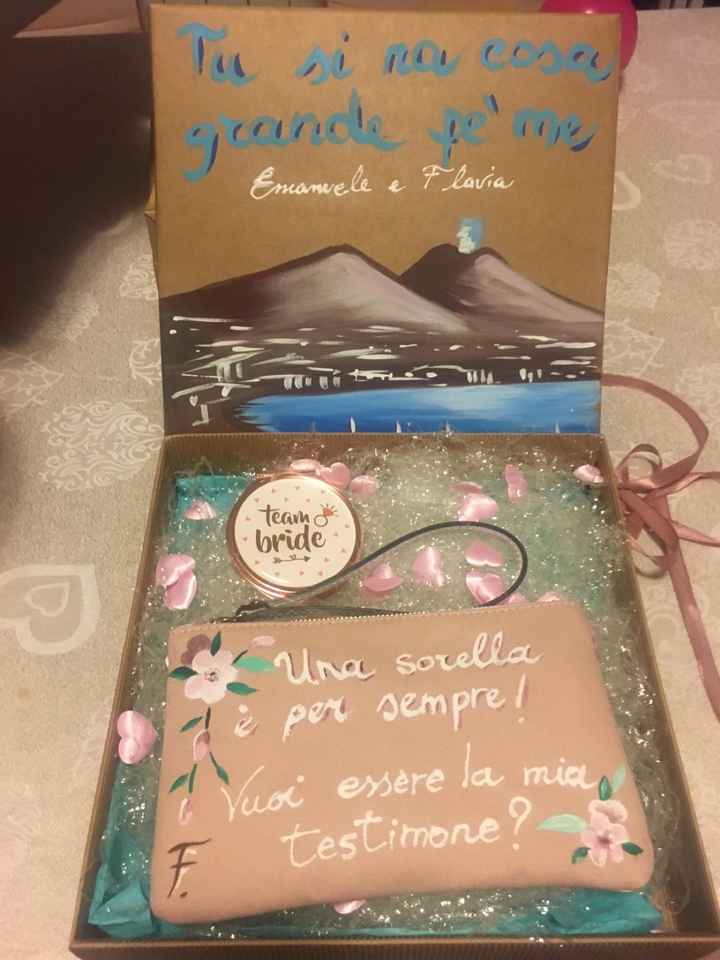 Tu si na cosa
grande pe' me
Emanuele e Flavia
team
bride
Una sorella
è per sempre!
Vuoi essere la mia
testimone?
F.